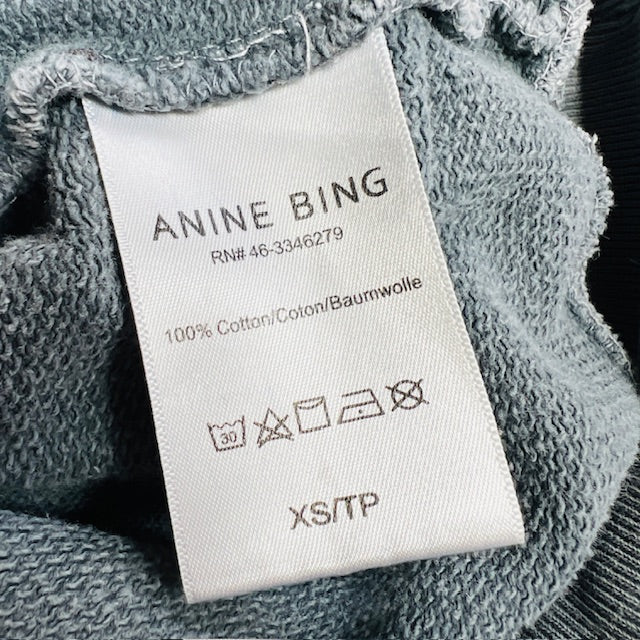 ANINE BING
RN# 46-3346279
100% Cotton/Coton/Baumwolle
30
XS/TP